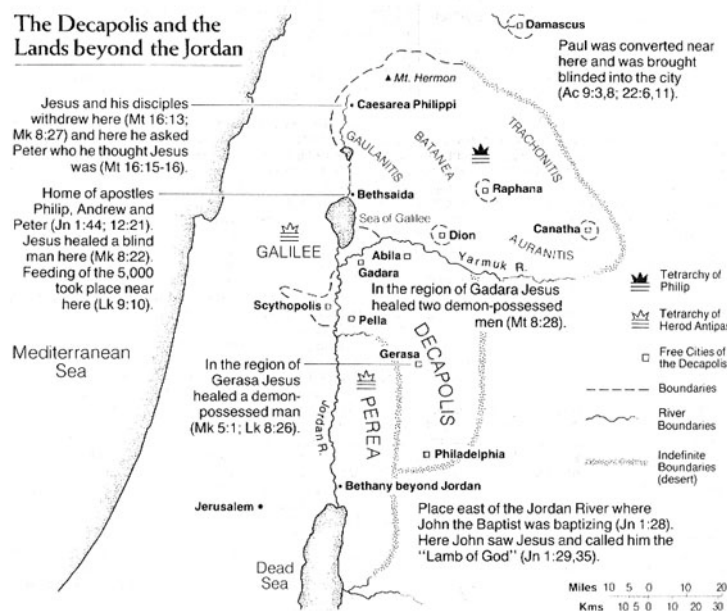 The Decapolis and the
Lands beyond the Jordan
Damascus
Paul was converted near
here and was brought
blinded into the city
(Ac 9:3,8; 22:6,11).
Mt. Hermon
Jesus and his disciples
withdrew here (Mt 16:13;
Mk 8:27) and here he asked
Peter who he thought Jesus
was (Mt 16:15-16).
Caesarea Philippi
GAULANITIS
BATANEA
TRACHONITIS
Raphana
Home of apostles
Philip, Andrew and
Peter (Jn 1:44; 12:21).
Jesus healed a blind
man here (Mk 8:22).
Feeding of the 5,000
took place near
here (Lk 9:10).
Bethsaida
Sea of Galilee
Dion
Canatha
AURANITIS
GALILEE
Abila
Gadara
Yarmuk R.
In the region of Gadara Jesus
healed two demon-possessed
men (Mt 8:28).
Scythopolis
Pella
Mediterranean
Sea
In the region of
Gerasa Jesus
healed a demon-
possessed man
(Mk 5:1; Lk 8:26).
Gerasa
DECAPOLIS
PEREA
Jordan R.
Philadelphia
Bethany beyond Jordan
Jerusalem
Place east of the Jordan River where
John the Baptist was baptizing (Jn 1:28).
Here John saw Jesus and called him the
"Lamb of God" (Jn 1:29,35).
Dead
Sea
Tetrarchy of
Philip
Tetrarchy of
Herod Antipas
Free Cities of
the Decapolis
Boundaries
River
Boundaries
Indefinite
Boundaries
(desert)
Miles 10 5 0 10 20
Kms 10 5 0 10 20 30